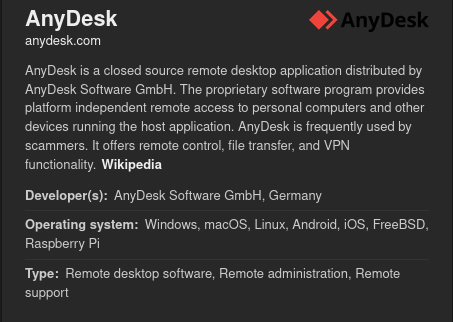 AnyDesk
AnyDesk
anydesk.com
AnyDesk is a closed source remote desktop application distributed by
AnyDesk Software GmbH. The proprietary software program provides
platform independent remote access to personal computers and other
devices running the host application. AnyDesk is frequently used by
scammers. It offers remote control, file transfer, and VPN
functionality. Wikipedia
Developer(s): AnyDesk Software GmbH, Germany
Operating system: Windows, macOS, Linux, Android, iOS, FreeBSD,
Raspberry Pi
Type: Remote desktop software, Remote administration, Remote
support